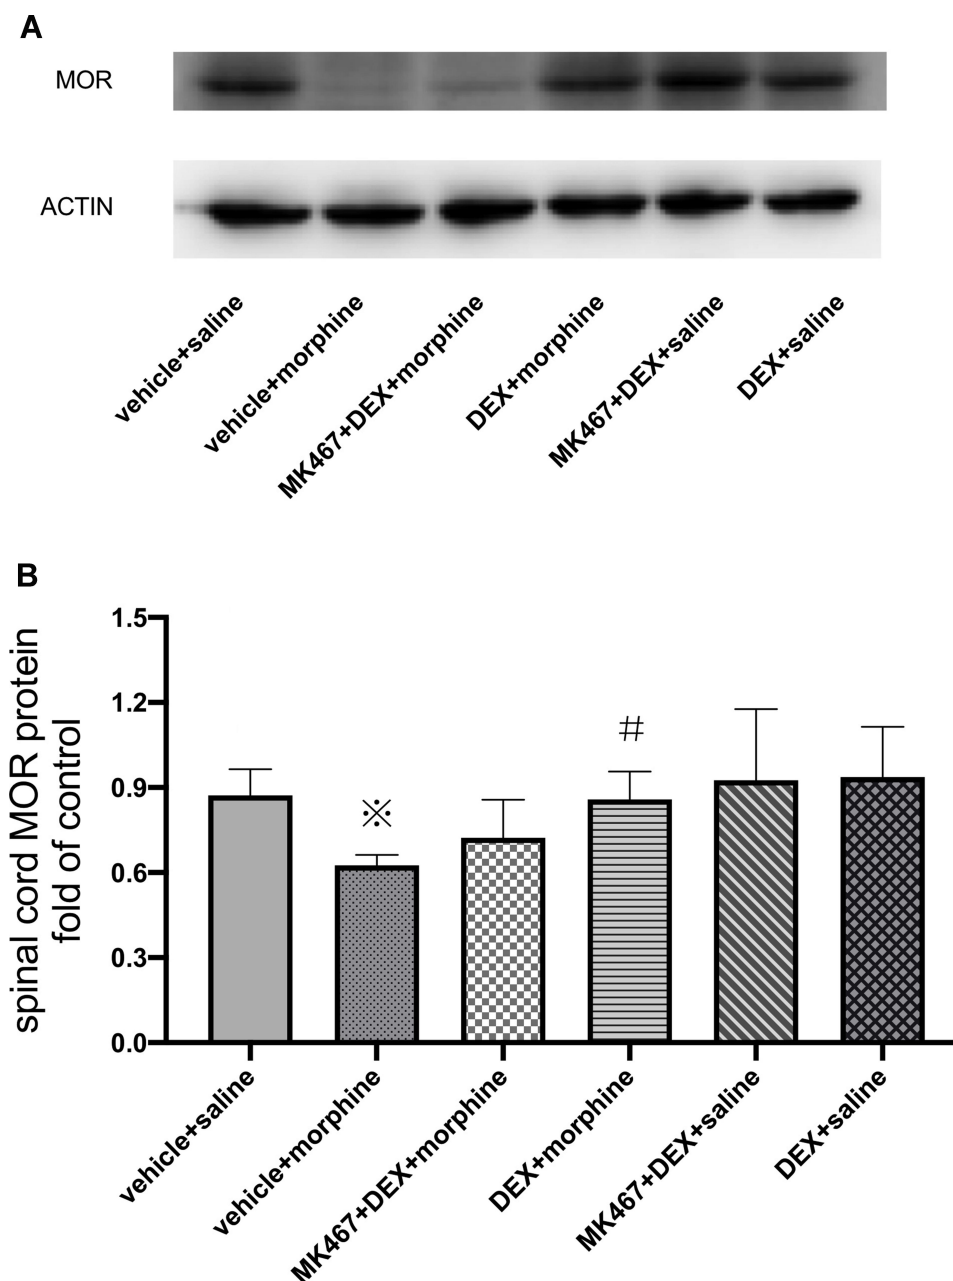 A
MOR
ACTIN
vehicle+saline
vehicle+morphine
MK467+DEX+morphine
DEX+morphine
MK467+DEX+saline
DEX+saline
B
spinal cord MOR protein
fold of control
1.5
1.2
0.9
0.6
0.3
0.0
※
#
vehicle+saline
vehicle+morphine
MK467+DEX+morphine
DEX+morphine
MK467+DEX+saline
DEX+saline